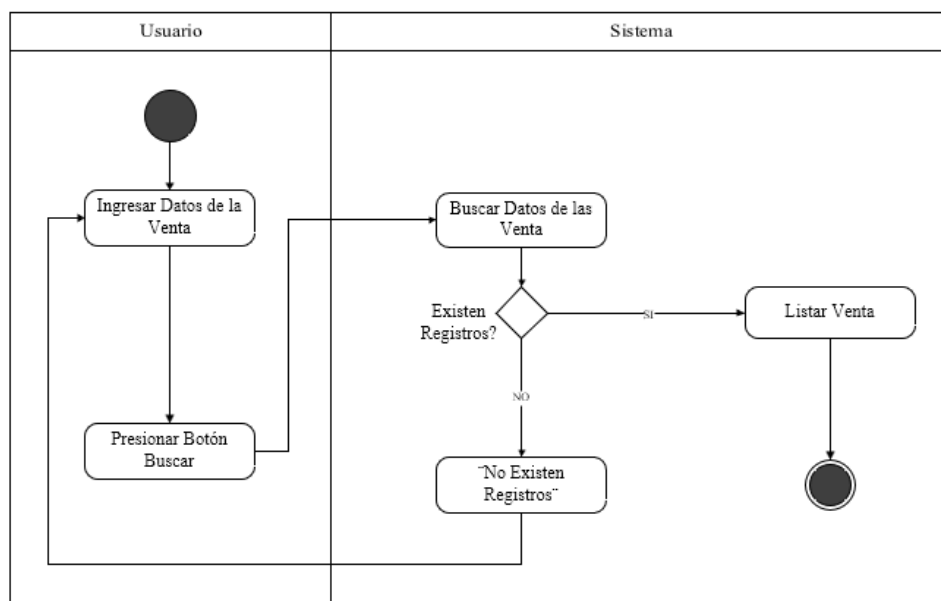 Usuario
Sistema
Ingresar Datos de la
Venta
Buscar Datos de las
Venta
Existen
Registros?
SI
Listar Venta
NO
Presionar Botón
Buscar
¨No Existen
Registros¨